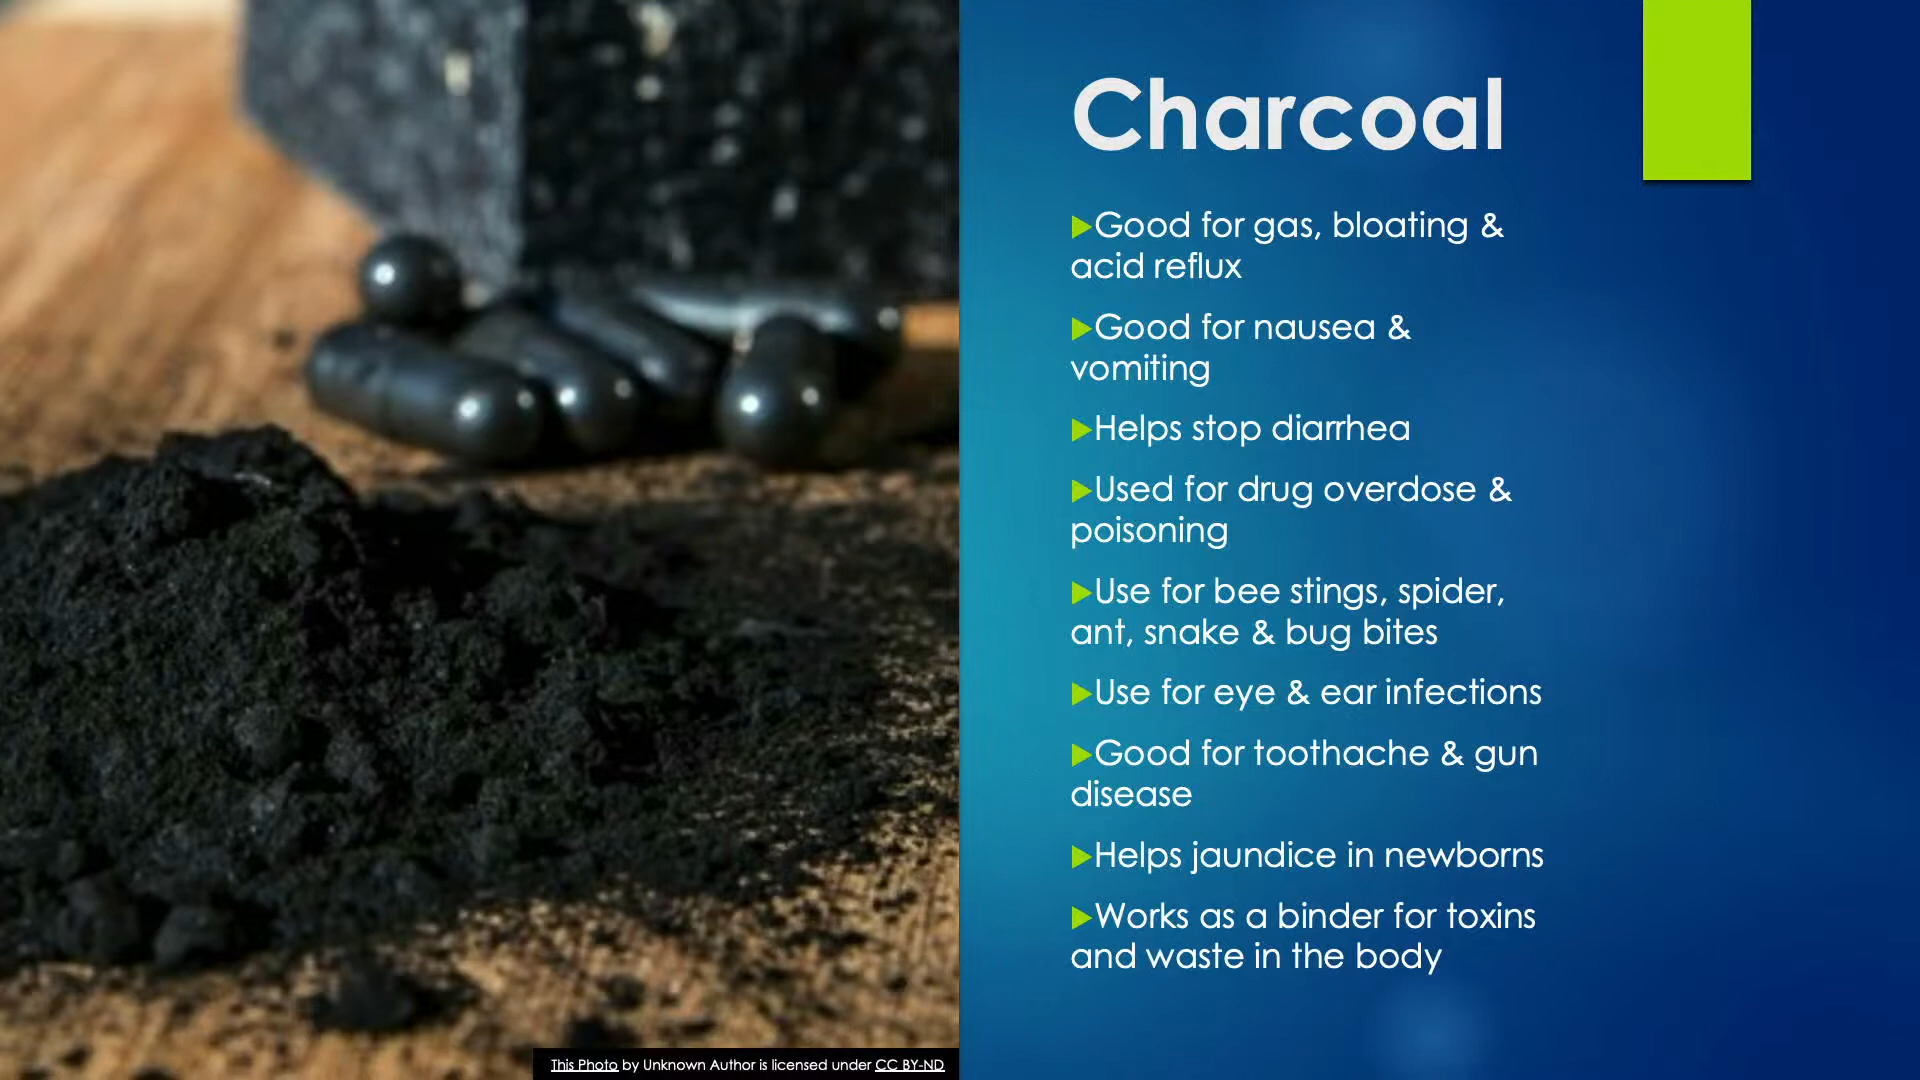 Charcoal
▶Good for gas, bloating &
acid reflux
▶Good for nausea &
vomiting
▶Helps stop diarrhea
▶Used for drug overdose &
poisoning
▶Use for bee stings, spider,
ant, snake & bug bites
▶Use for eye & ear infections
▶Good for toothache & gun
disease
▶Helps jaundice in newborns
▶Works as a binder for toxins
and waste in the body
This Photo by Unknown Author is licensed under CC BY-ND